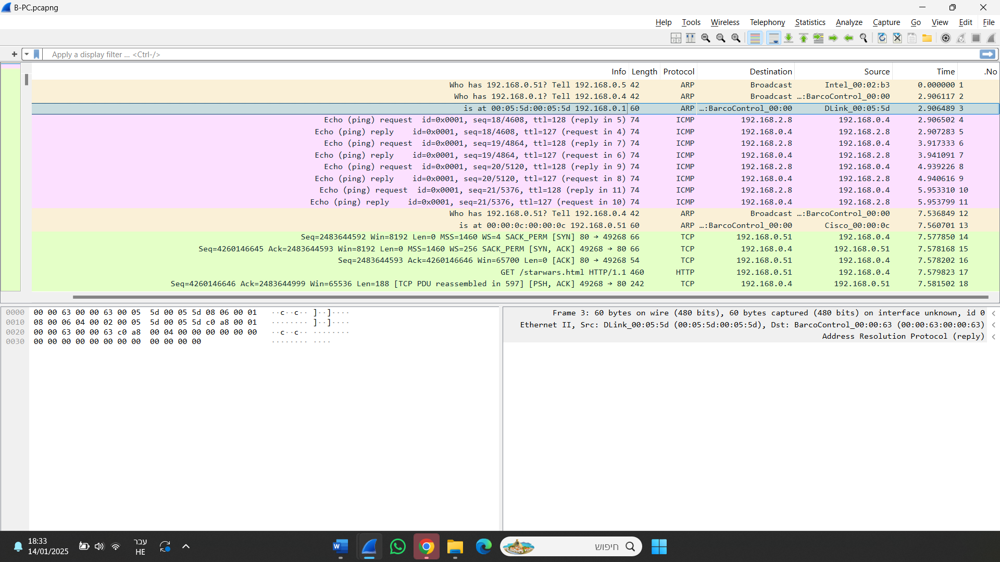 B-PC.pcapng
Help Tools Wireless Telephony Statistics Analyze Capture Go View Edit File
Apply a display filter … <Ctrl-/>
Info Length Protocol Destination Source Time .No
Who has 192.168.0.51? Tell 192.168.0.5 42 ARP Broadcast Intel_00:02:b3 0.000000 1
Who has 192.168.0.1? Tell 192.168.0.4 42 ARP Broadcast …:BarcoControl_00:00 2.906117 2
is at 00:05:5d:00:05:5d 192.168.0.1 60 ARP …:BarcoControl_00:00 DLink_00:05:5d 2.906489 3
Echo (ping) request id=0x0001, seq=18/4608, ttl=128 (reply in 5) 74 ICMP 192.168.2.8 192.168.0.4 2.906502 4
Echo (ping) reply id=0x0001, seq=18/4608, ttl=127 (request in 4) 74 ICMP 192.168.0.4 192.168.2.8 2.907283 5
Echo (ping) request id=0x0001, seq=19/4864, ttl=128 (reply in 7) 74 ICMP 192.168.2.8 192.168.0.4 3.917333 6
Echo (ping) reply id=0x0001, seq=19/4864, ttl=127 (request in 6) 74 ICMP 192.168.0.4 192.168.2.8 3.941091 7
Echo (ping) request id=0x0001, seq=20/5120, ttl=128 (reply in 9) 74 ICMP 192.168.2.8 192.168.0.4 4.939226 8
Echo (ping) reply id=0x0001, seq=20/5120, ttl=127 (request in 8) 74 ICMP 192.168.0.4 192.168.2.8 4.940616 9
Echo (ping) request id=0x0001, seq=21/5376, ttl=128 (reply in 11) 74 ICMP 192.168.2.8 192.168.0.4 5.953310 10
Echo (ping) reply id=0x0001, seq=21/5376, ttl=127 (request in 10) 74 ICMP 192.168.0.4 192.168.2.8 5.953799 11
Who has 192.168.0.51? Tell 192.168.0.4 42 ARP Broadcast …:BarcoControl_00:00 7.536849 12
is at 00:00:0c:00:00:0c 192.168.0.51 60 ARP …:BarcoControl_00:00 Cisco_00:00:0c 7.560701 13
Seq=2483644592 Win=8192 Len=0 MSS=1460 WS=4 SACK_PERM [SYN] 80 → 49268 66 TCP 192.168.0.51 192.168.0.4 7.577850 14
Seq=4260146645 Ack=2483644593 Win=8192 Len=0 MSS=1460 WS=256 SACK_PERM [SYN, ACK] 49268 → 80 66 TCP 192.168.0.4 192.168.0.51 7.578168 15
Seq=2483644593 Ack=4260146646 Win=65700 Len=0 [ACK] 80 → 49268 54 TCP 192.168.0.51 192.168.0.4 7.578202 16
GET /starwars.html HTTP/1.1 460 HTTP 192.168.0.51 192.168.0.4 7.579823 17
Seq=4260146646 Ack=2483644999 Win=65536 Len=188 [TCP PDU reassembled in 597] [PSH, ACK] 49268 → 80 242 TCP 192.168.0.4 192.168.0.51 7.581502 18
0000 00 00 63 00 00 63 00 05 5d 00 05 5d 08 06 00 01 ··c··c·· ]··]····
0010 08 00 06 04 00 02 00 05 5d 00 05 5d c0 a8 00 01 ········ ]··]····
0020 00 00 63 00 00 63 c0 a8 00 04 00 00 00 00 00 00 ··c··c·· ········
0030 00 00 00 00 00 00 00 00 00 00 00 00 ········ ····
Frame 3: 60 bytes on wire (480 bits), 60 bytes captured (480 bits) on interface unknown, id 0
Ethernet II, Src: DLink_00:05:5d (00:05:5d:00:05:5d), Dst: BarcoControl_00:00:63 (00:00:63:00:00:63)
Address Resolution Protocol (reply)
18:33
14/01/2025
עבר
HE
חיפוש